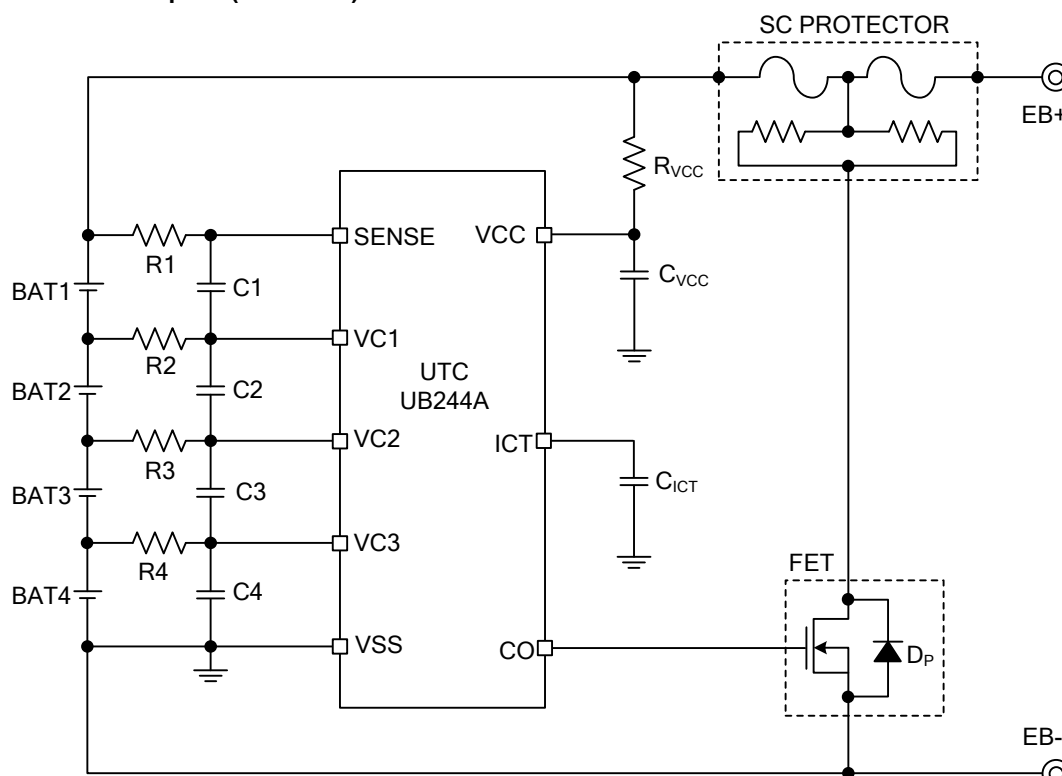 SC PROTECTOR
EB+
RVCC
SENSE
VCC
R1
BAT1
C1
CVCC
VC1
R2
UTC
UB244A
BAT2
C2
VC2
ICT
R3
BAT3
C3
CICT
VC3
R4
FET
BAT4
C4
VSS
CO
DP
EB-